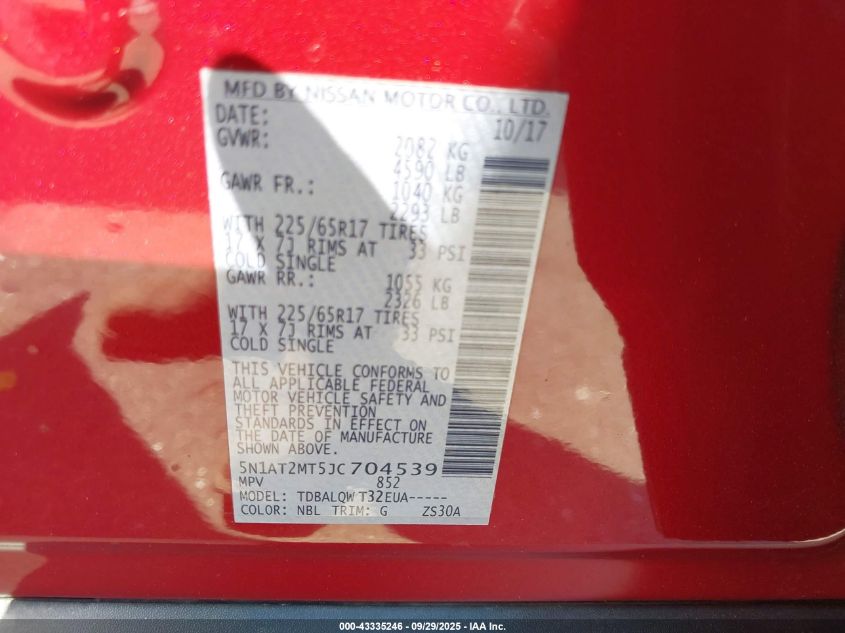 MFD BY NISSAN MOTOR CO., LTD.
DATE: 10/17
GVWR: 2082 KG
4590 LB
GAWR FR.: 1040 KG
2293 LB
WITH 225/65R17 TIRES
17 X 7J RIMS AT 33 PSI
COLD SINGLE
GAWR RR.: 1055 KG
2326 LB
WITH 225/65R17 TIRES
17 X 7J RIMS AT 33 PSI
COLD SINGLE
THIS VEHICLE CONFORMS TO
ALL APPLICABLE FEDERAL
MOTOR VEHICLE SAFETY AND
THEFT PREVENTION
STANDARDS IN EFFECT ON
THE DATE OF MANUFACTURE
SHOWN ABOVE.
5N1AT2MT5JC704539
MPV 852
MODEL: TDBALQW T32EUA-----
COLOR: NBL TRIM: G ZS30A
000-43335246 - 09/29/2025 - IAA Inc.